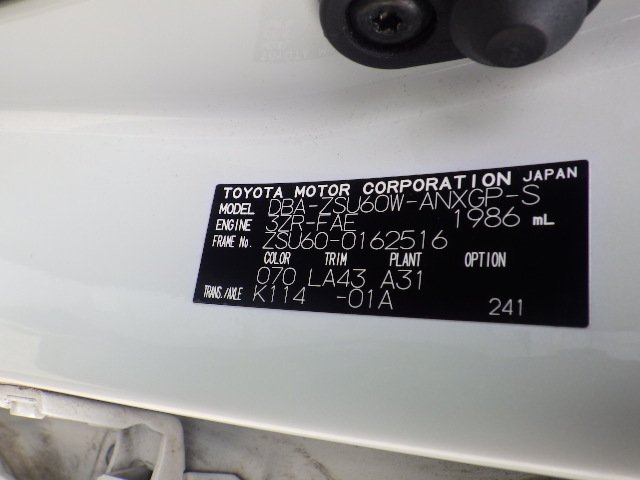 TOYOTA MOTOR CORPORATION JAPAN
MODEL DBA-ZSU60W-ANXGP-S
ENGINE 3ZR-FAE 1986 mL
FRAME No. ZSU60-0162516
COLOR TRIM PLANT OPTION
070 LA43 A31
TRANS./AXLE K114 -01A 241